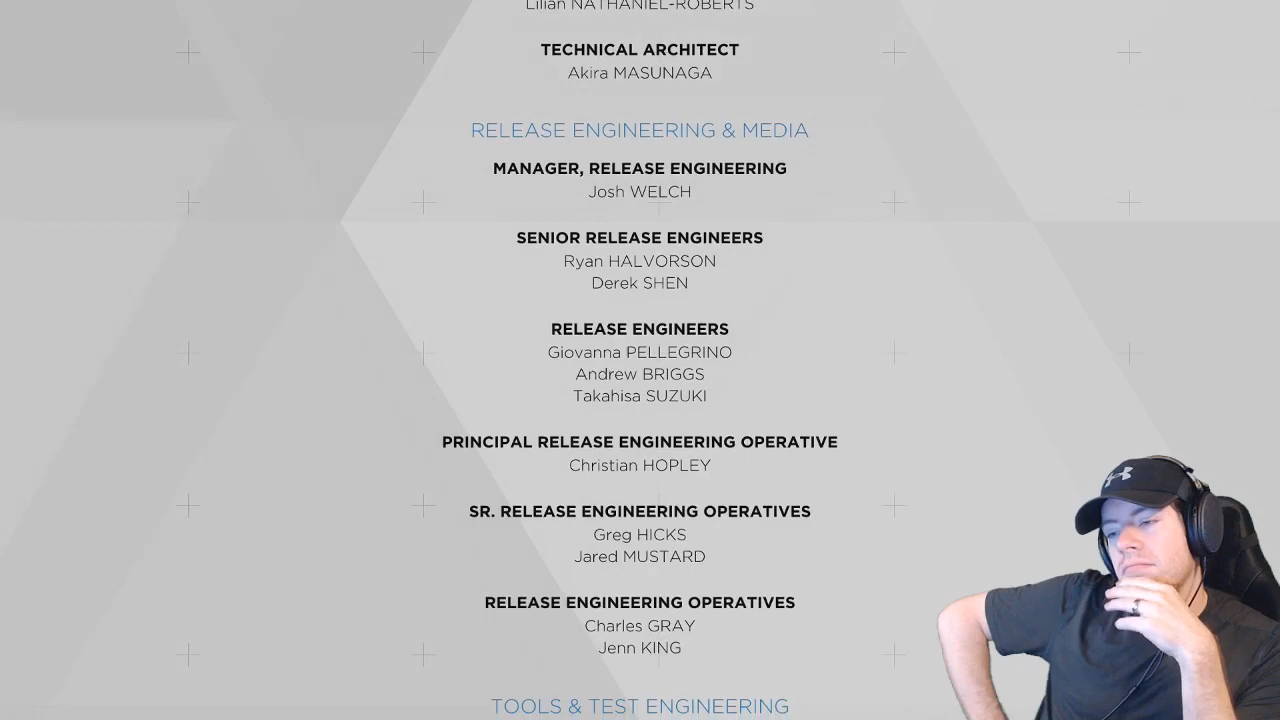 Lilian NATHANIEL-ROBERTS
TECHNICAL ARCHITECT
Akira MASUNAGA
RELEASE ENGINEERING & MEDIA
MANAGER, RELEASE ENGINEERING
Josh WELCH
SENIOR RELEASE ENGINEERS
Ryan HALVORSON
Derek SHEN
RELEASE ENGINEERS
Giovanna PELLEGRINO
Andrew BRIGGS
Takahisa SUZUKI
PRINCIPAL RELEASE ENGINEERING OPERATIVE
Christian HOPLEY
SR. RELEASE ENGINEERING OPERATIVES
Greg HICKS
Jared MUSTARD
RELEASE ENGINEERING OPERATIVES
Charles GRAY
Jenn KING
TOOLS & TEST ENGINEERING